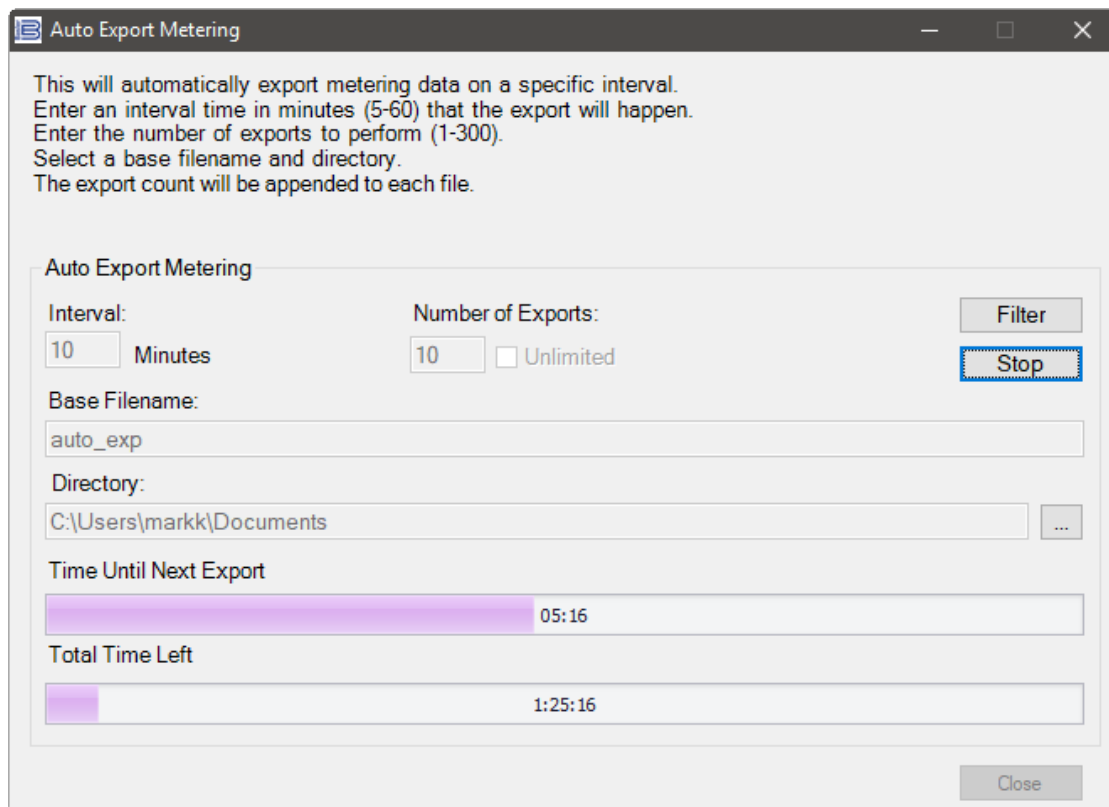 Auto Export Metering
This will automatically export metering data on a specific interval.
Enter an interval time in minutes (5-60) that the export will happen.
Enter the number of exports to perform (1-300).
Select a base filename and directory.
The export count will be appended to each file.
Auto Export Metering
Interval:
Number of Exports:
Filter
10 Minutes
10 Unlimited
Stop
Base Filename:
auto_exp
Directory:
C:\Users\markk\Documents
...
Time Until Next Export
05:16
Total Time Left
1:25:16
Close